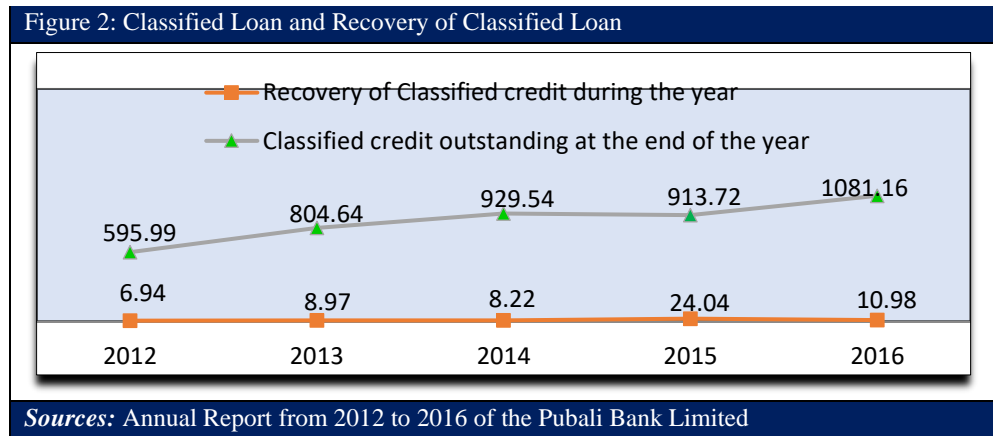 Figure 2: Classified Loan and Recovery of Classified Loan
Recovery of Classified credit during the year
Classified credit outstanding at the end of the year
595.99 804.64 929.54 913.72 1081.16
6.94 8.97 8.22 24.04 10.98
2012 2013 2014 2015 2016
Sources: Annual Report from 2012 to 2016 of the Pubali Bank Limited